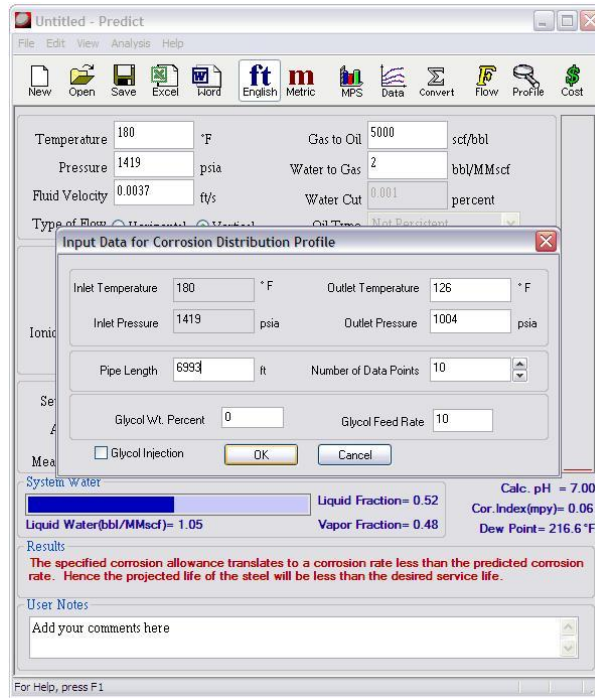 Untitled - Predict
File Edit View Analysis Help
ft m
New Open Save Excel Word English Metric MPS Data Convert Flow Profile Cost
Temperature 180 °F Gas to Oil 5000 scf/bbl
Pressure 1419 psia Water to Gas 2 bbl/MMscf
Fluid Velocity 0.0037 ft/s Water Cut 0.001 percent
Type of Flow Horizontal Vertical Oil Type Not Persistent
Input Data for Corrosion Distribution Profile
Inlet Temperature 180 °F Outlet Temperature 126 °F
Inlet Pressure 1419 psia Outlet Pressure 1004 psia
Ionic
Pipe Length 6993 ft Number of Data Points 10
Se
Glycol Wt. Percent 0 Glycol Feed Rate 10
A
Glycol Injection OK Cancel
Mea
System Water
Liquid Fraction= 0.52 Calc. pH = 7.00
Cor.Index(mpy)= 0.06
Liquid Water(bbl/MMscf)= 1.05 Vapor Fraction= 0.48 Dew Point= 216.6 °F
Results
The specified corrosion allowance translates to a corrosion rate less than the predicted corrosion
rate. Hence the projected life of the steel will be less than the desired service life.
User Notes
Add your comments here
For Help, press F1